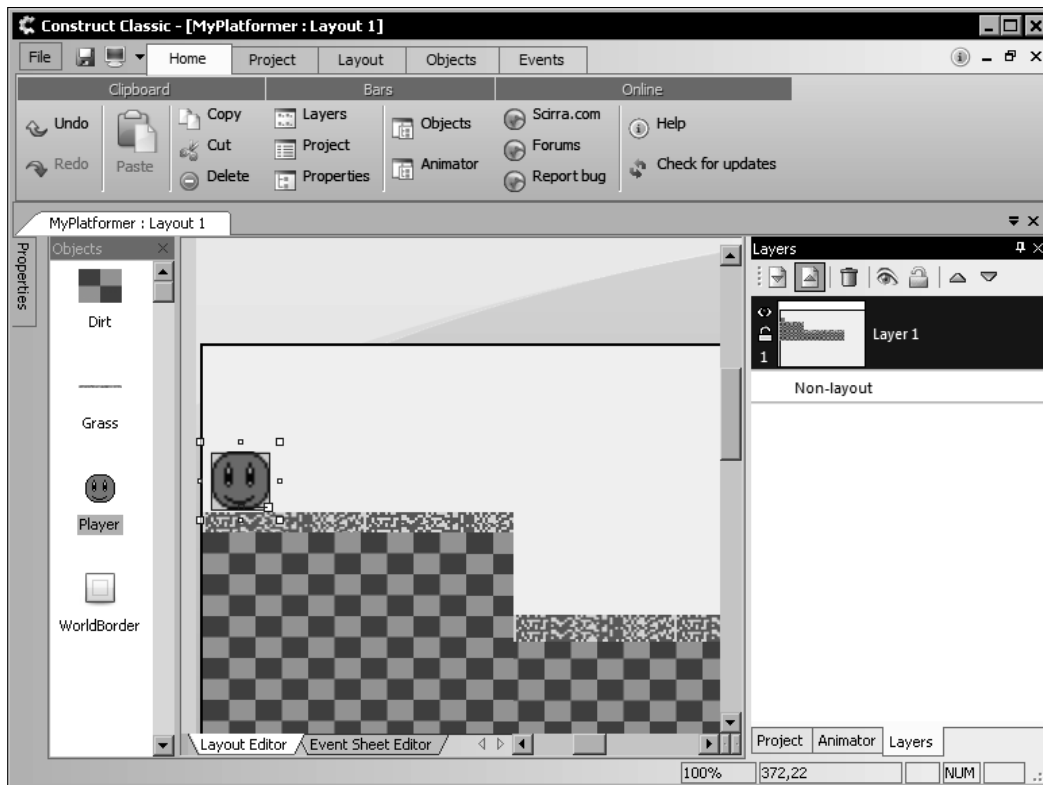 Construct Classic - [MyPlatformer : Layout 1]
File Home Project Layout Objects Events
Clipboard Bars Online
Undo Redo Paste Copy Cut Delete
Layers Project Properties Objects Animator
Scirra.com Forums Report bug Help Check for updates
MyPlatformer : Layout 1
Properties
Objects
Dirt
Grass
Player
WorldBorder
Layers
Layer 1
1
Non-layout
Layout Editor Event Sheet Editor
Project Animator Layers
100% 372,22 NUM